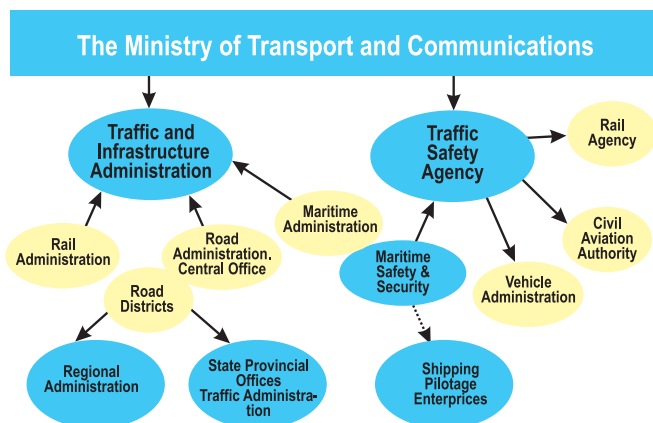 The Ministry of Transport and Communications
Traffic and
Infrastructure
Administration
Traffic
Safety
Agency
Rail
Agency
Maritime
Administration
Rail
Administration
Road
Administration.
Central Office
Maritime
Safety &
Security
Civil
Aviation
Authority
Vehicle
Administration
Road
Districts
Regional
Administration
State Provincial
Offices
Traffic Administra-
tion
Shipping
Pilotage
Enterprices